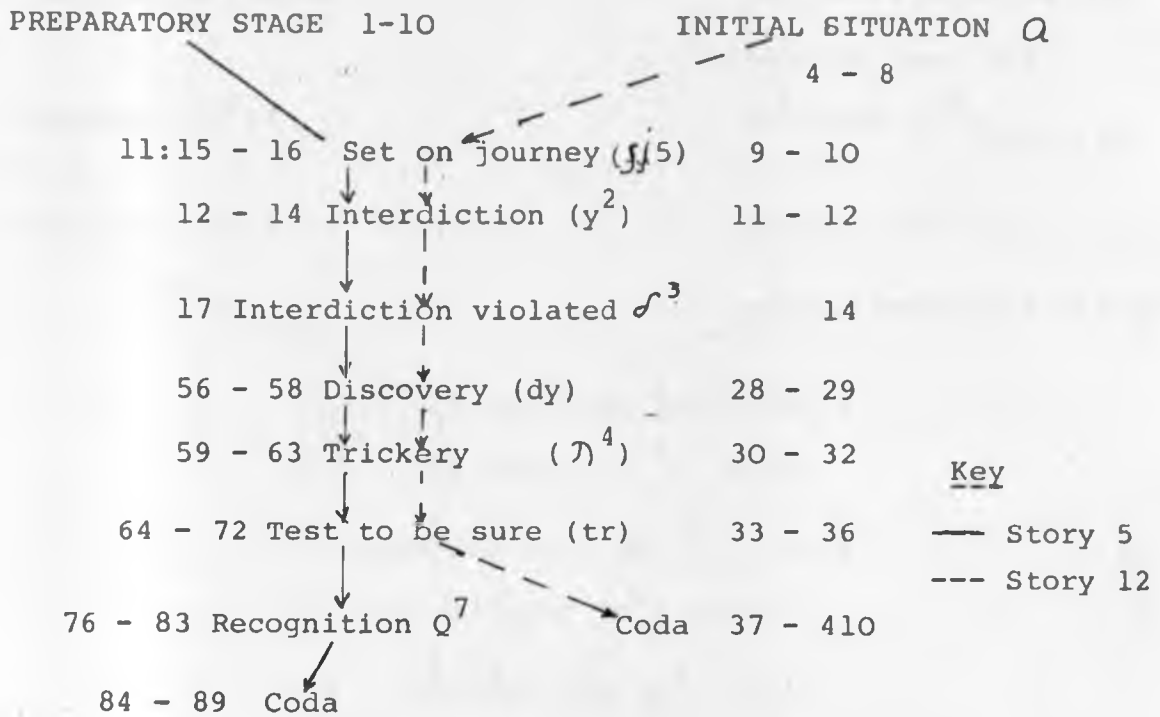 PREPARATORY STAGE 1-10 INITIAL SITUATION a
4 - 8
11:15 - 16 Set on journey ( 5) 9 - 10
12 - 14 Interdiction (y²) 11 - 12
17 Interdiction violated δ³ 14
56 - 58 Discovery (dy) 28 - 29
59 - 63 Trickery (η⁴) 30 - 32
Key
64 - 72 Test to be sure (tr) 33 - 36
Story 5
Story 12
76 - 83 Recognition Q⁷ Coda 37 - 410
84 - 89 Coda